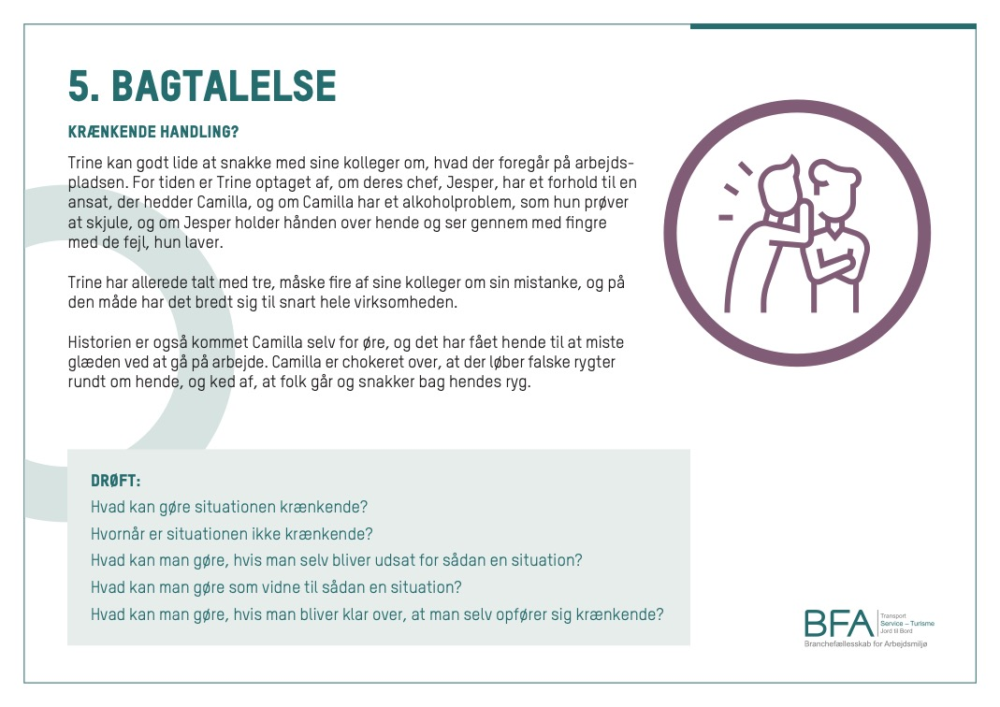 5. BAGTALELSE
KRÆNKENDE HANDLING?
Trine kan godt lide at snakke med sine kolleger om, hvad der foregår på arbejds-
pladsen. For tiden er Trine optaget af, om deres chef, Jesper, har et forhold til en
ansat, der hedder Camilla, og om Camilla har et alkoholproblem, som hun prøver
at skjule, og om Jesper holder hånden over hende og ser gennem med fingre
med de fejl, hun laver.
Trine har allerede talt med tre, måske fire af sine kolleger om sin mistanke, og på
den måde har det bredt sig til snart hele virksomheden.
Historien er også kommet Camilla selv for øre, og det har fået hende til at miste
glæden ved at gå på arbejde. Camilla er chokeret over, at der løber falske rygter
rundt om hende, og ked af, at folk går og snakker bag hendes ryg.
DRØFT:
Hvad kan gøre situationen krænkende?
Hvornår er situationen ikke krænkende?
Hvad kan man gøre, hvis man selv bliver udsat for sådan en situation?
Hvad kan man gøre som vidne til sådan en situation?
Hvad kan man gøre, hvis man bliver klar over, at man selv opfører sig krænkende?
BFA
Transport
Service – Turisme
Jord til Bord
Branchefællesskab for Arbejdsmiljø